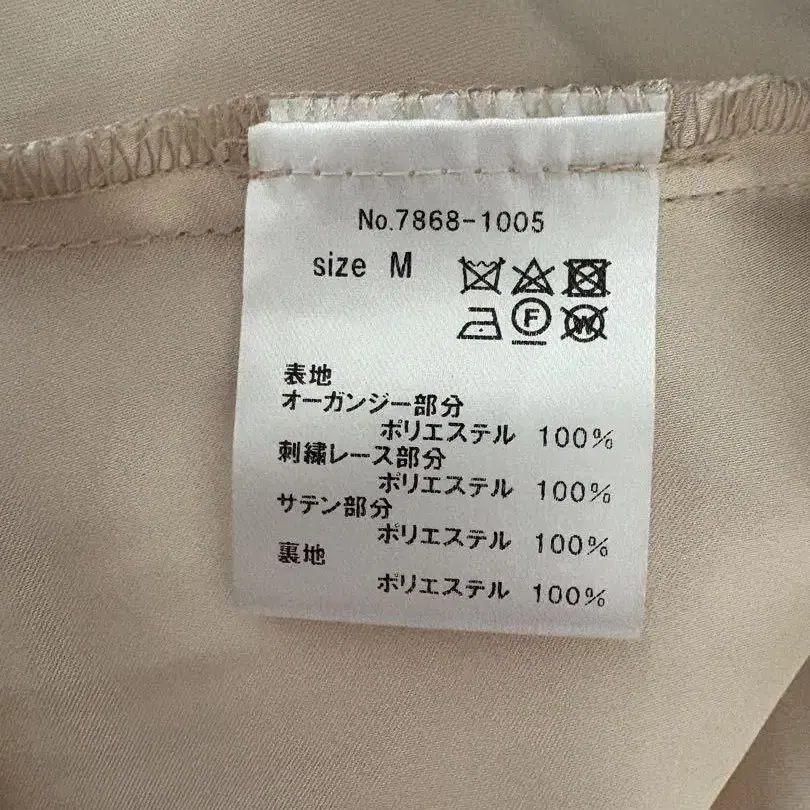 No.7868-1005
size M
F
W
表地
オーガンジー部分
ポリエステル 100%
刺繍レース部分
ポリエステル 100%
サテン部分
ポリエステル 100%
裏地
ポリエステル 100%